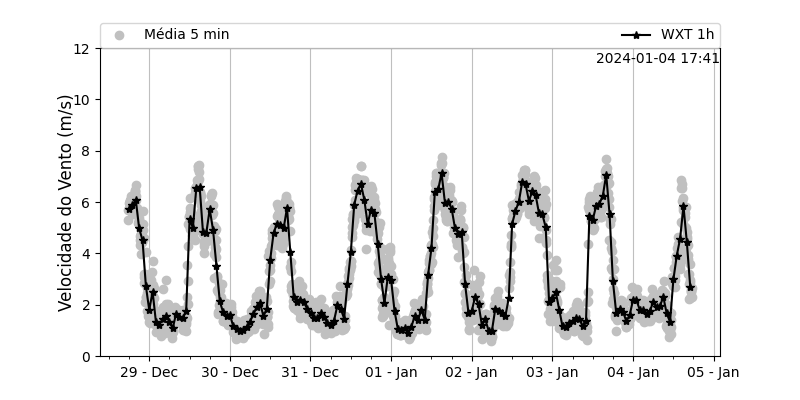 Média 5 min
WXT 1h
2024-01-04 17:41
Velocidade do Vento (m/s)
12
10
8
6
4
2
0
29 - Dec
30 - Dec
31 - Dec
01 - Jan
02 - Jan
03 - Jan
04 - Jan
05 - Jan